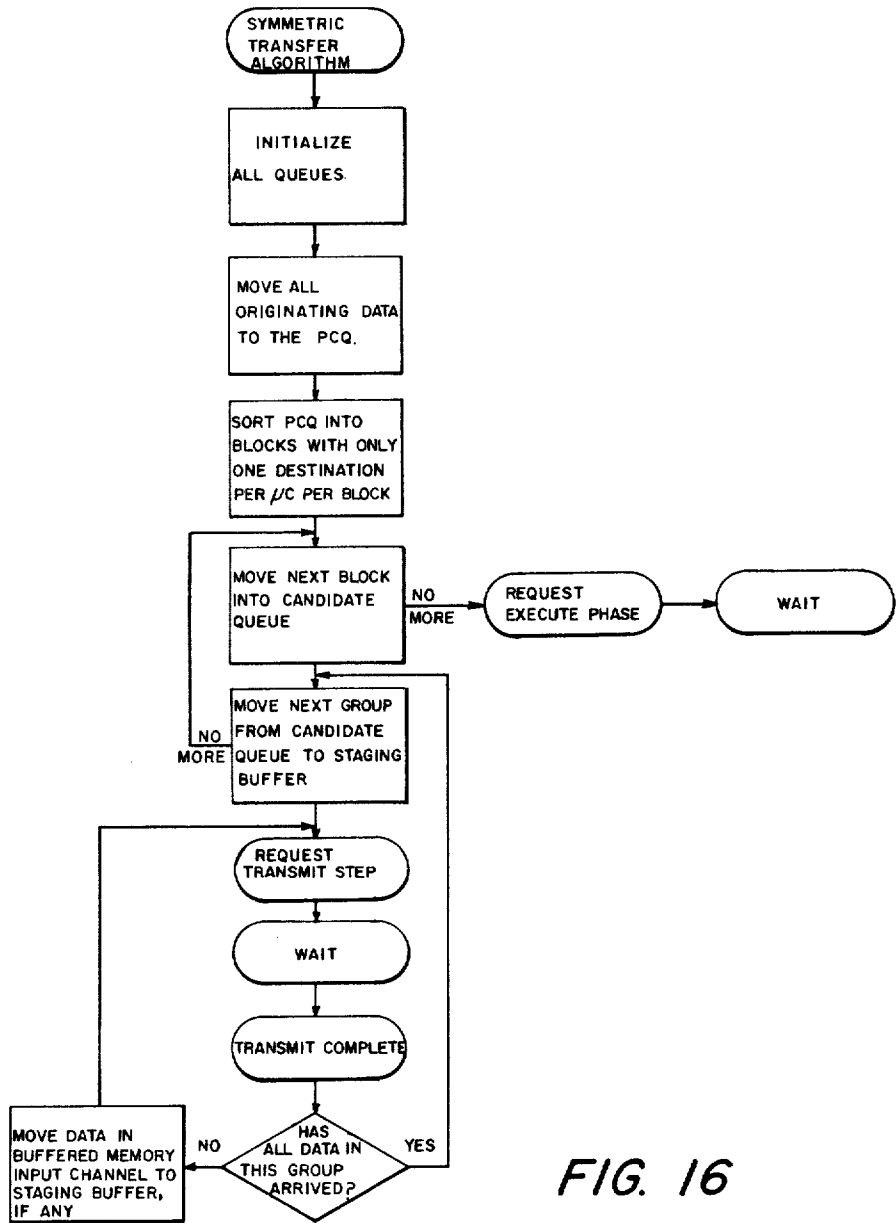 SYMMETRIC
TRANSFER
ALGORITHM
INITIALIZE
ALL QUEUES.
MOVE ALL
ORIGINATING DATA
TO THE PCQ.
SORT PCQ INTO
BLOCKS WITH ONLY
ONE DESTINATION
PER μC PER BLOCK
MOVE NEXT BLOCK
INTO CANDIDATE
QUEUE
NO
MORE
REQUEST
EXECUTE PHASE
WAIT
MOVE NEXT GROUP
FROM CANDIDATE
QUEUE TO STAGING
BUFFER
NO
MORE
REQUEST
TRANSMIT STEP
WAIT
TRANSMIT COMPLETE
HAS
ALL DATA IN
THIS GROUP
ARRIVED?
YES
NO
MOVE DATA IN
BUFFERED MEMORY
INPUT CHANNEL TO
STAGING BUFFER,
IF ANY
FIG. 16